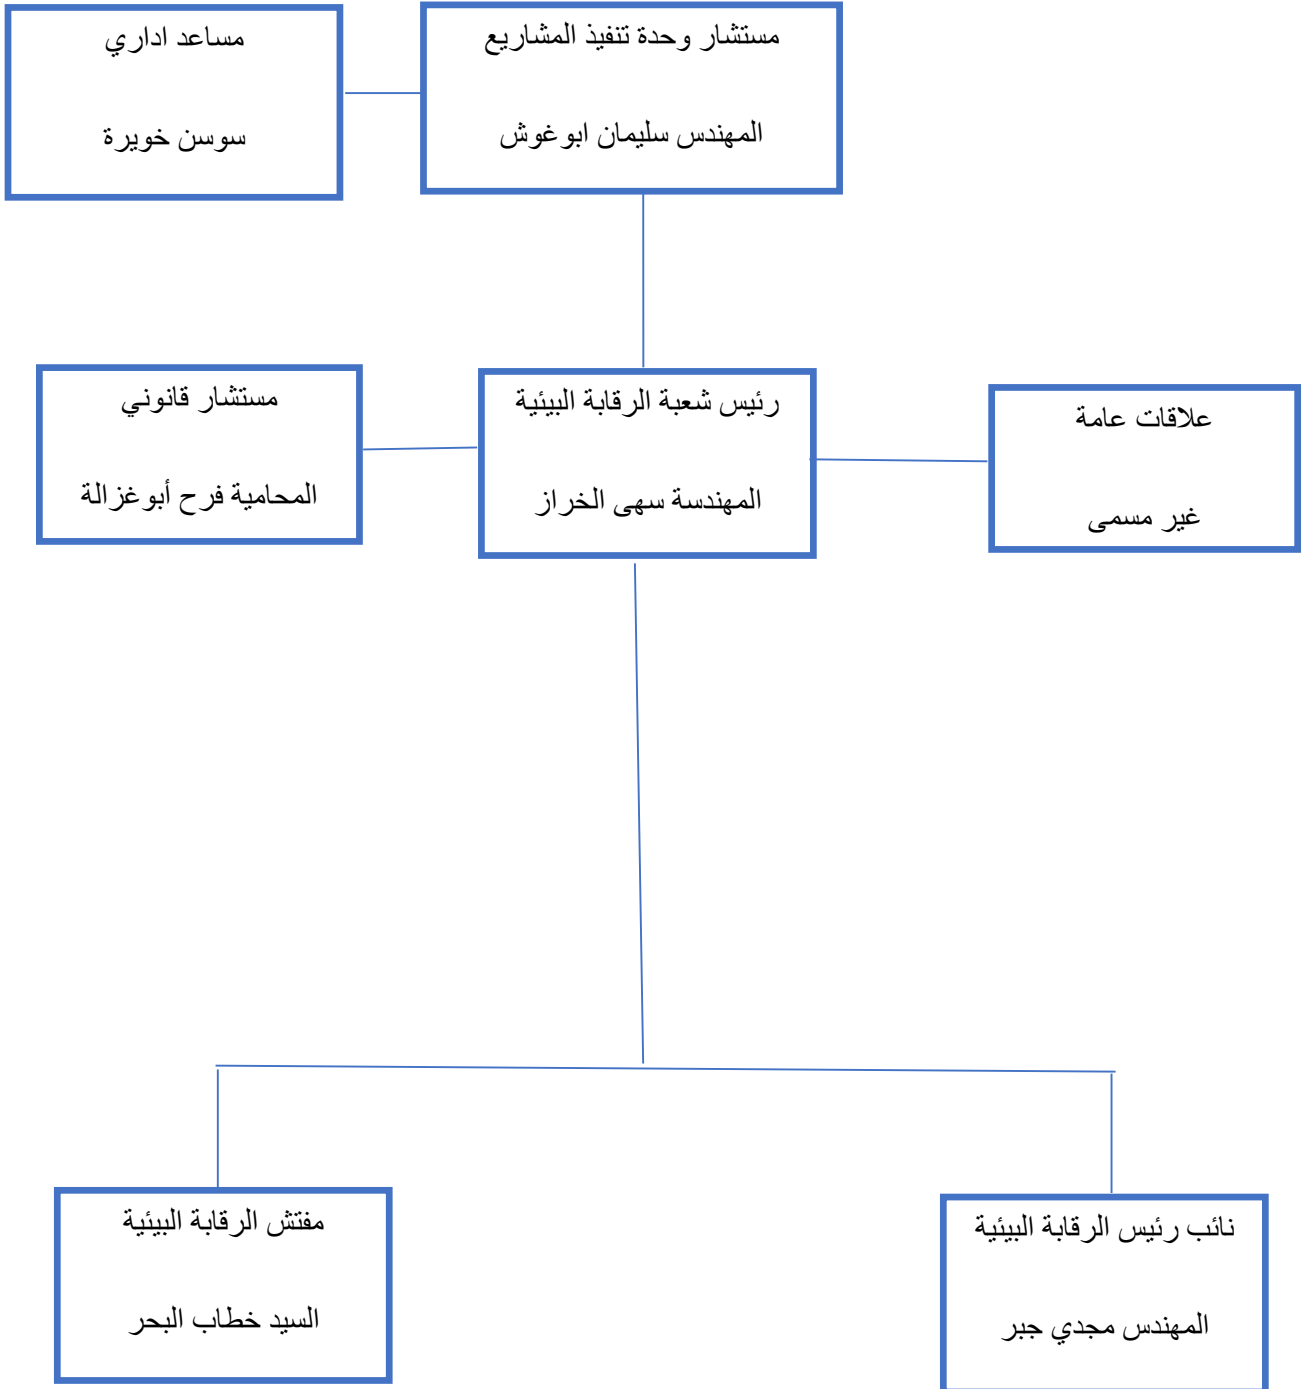 مستشار وحدة تنفيذ المشاريع
المهندس سليمان ابوغوش
مساعد اداري
سوسن خويرة
علاقات عامة
غير مسمى
رئيس شعبة الرقابة البيئية
المهندسة سهى الخراز
مستشار قانوني
المحامية فرح أبوغزالة
نائب رئيس الرقابة البيئية
المهندس مجدي جبر
مفتش الرقابة البيئية
السيد خطاب البحر